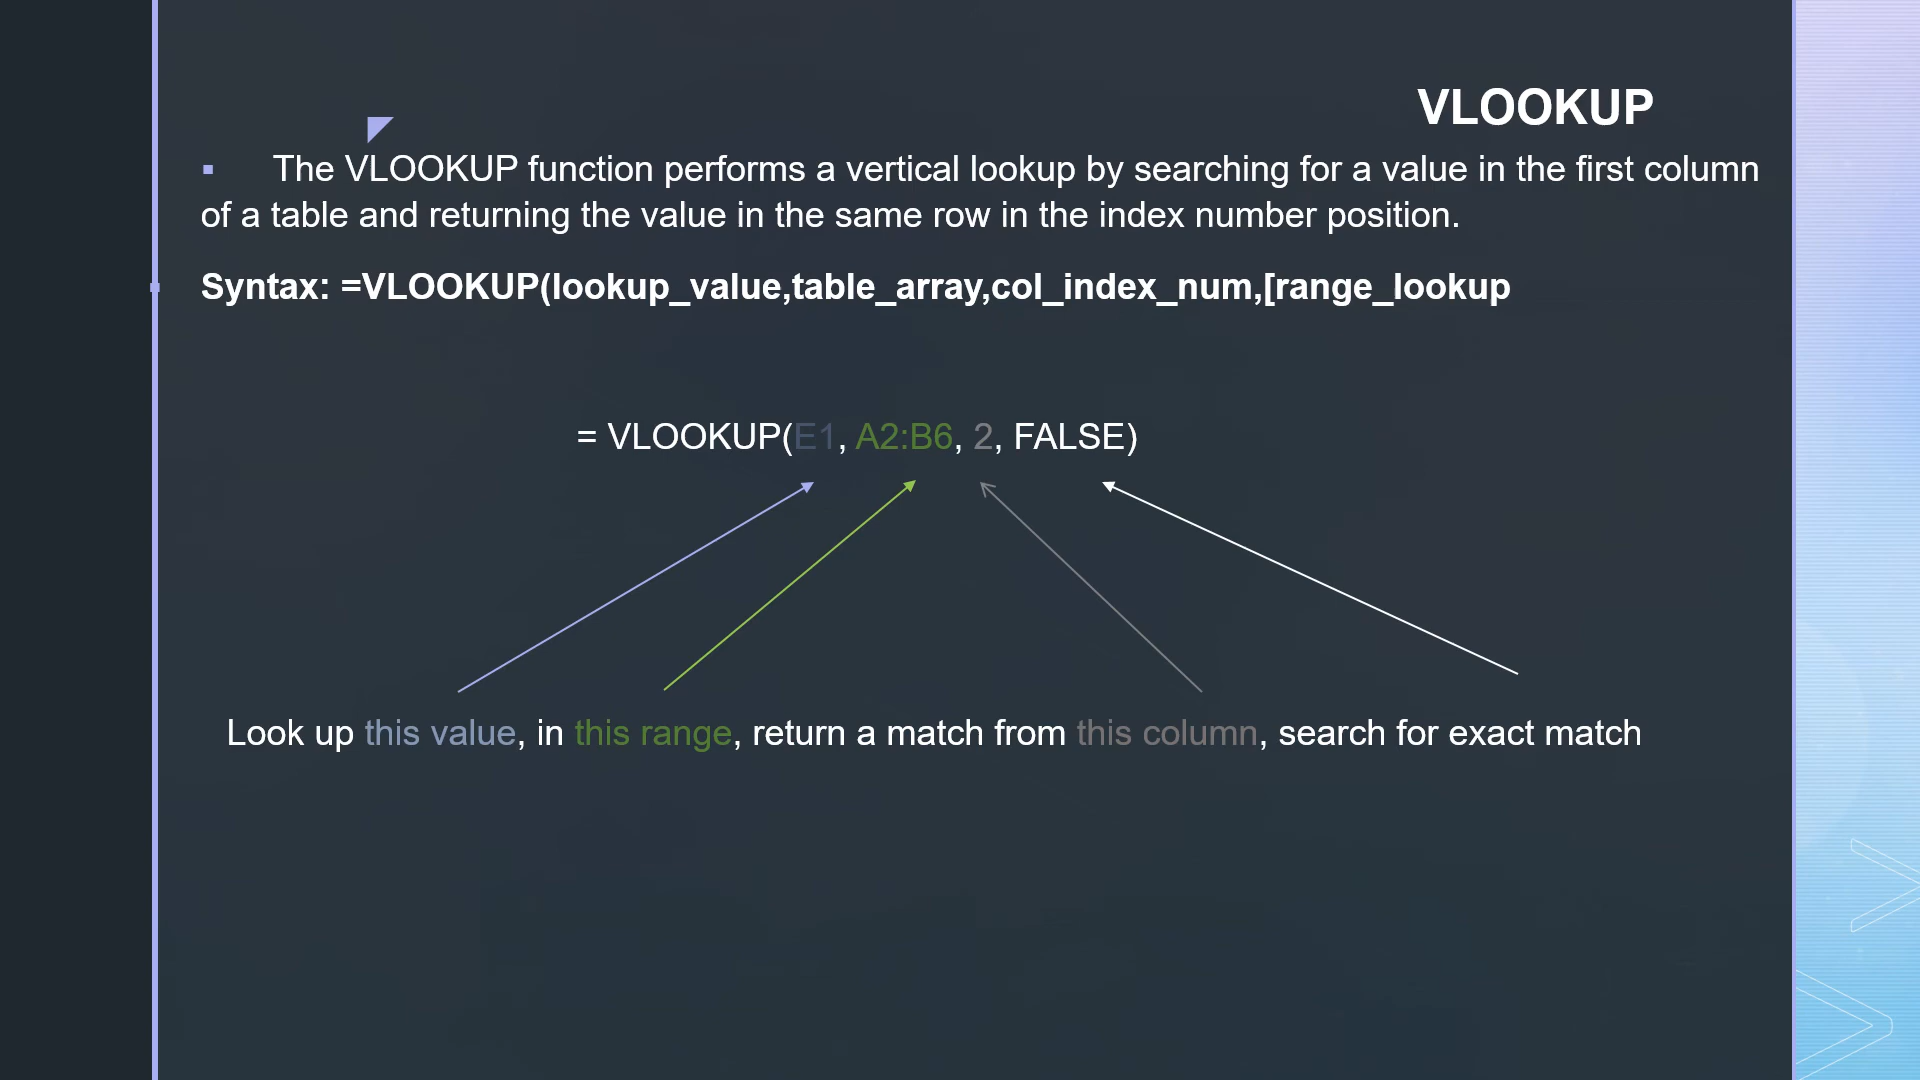 VLOOKUP
The VLOOKUP function performs a vertical lookup by searching for a value in the first column
of a table and returning the value in the same row in the index number position.
Syntax: =VLOOKUP(lookup_value,table_array,col_index_num,[range_lookup
= VLOOKUP(E1, A2:B6, 2, FALSE)
Look up this value, in this range, return a match from this column, search for exact match